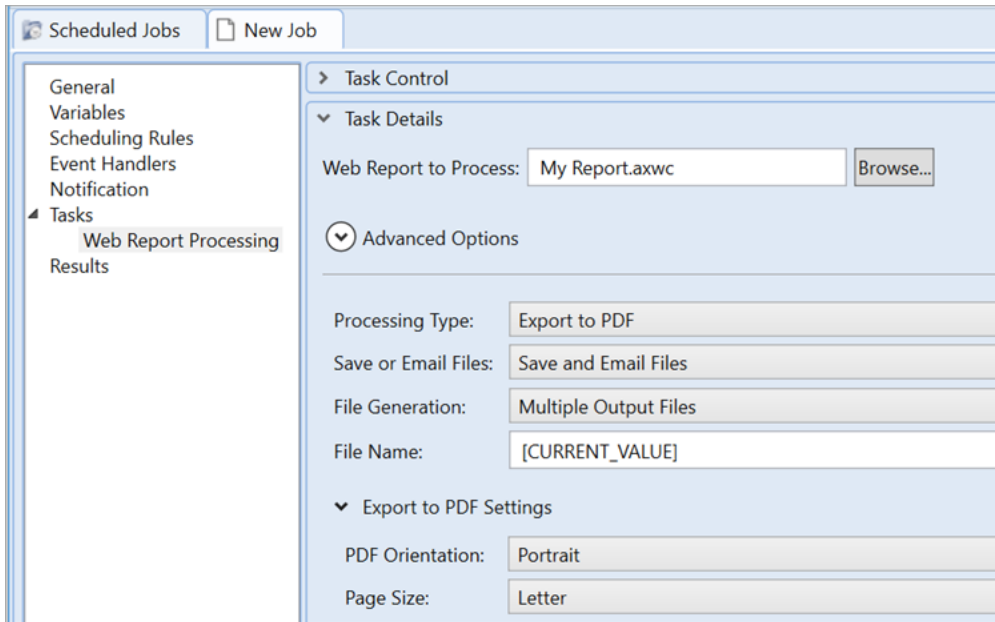 Scheduled Jobs
New Job
General
Variables
Scheduling Rules
Event Handlers
Notification
Tasks
Web Report Processing
Results
Task Control
Task Details
Web Report to Process: My Report.axwc Browse...
Advanced Options
Processing Type: Export to PDF
Save or Email Files: Save and Email Files
File Generation: Multiple Output Files
File Name: [CURRENT_VALUE]
Export to PDF Settings
PDF Orientation: Portrait
Page Size: Letter